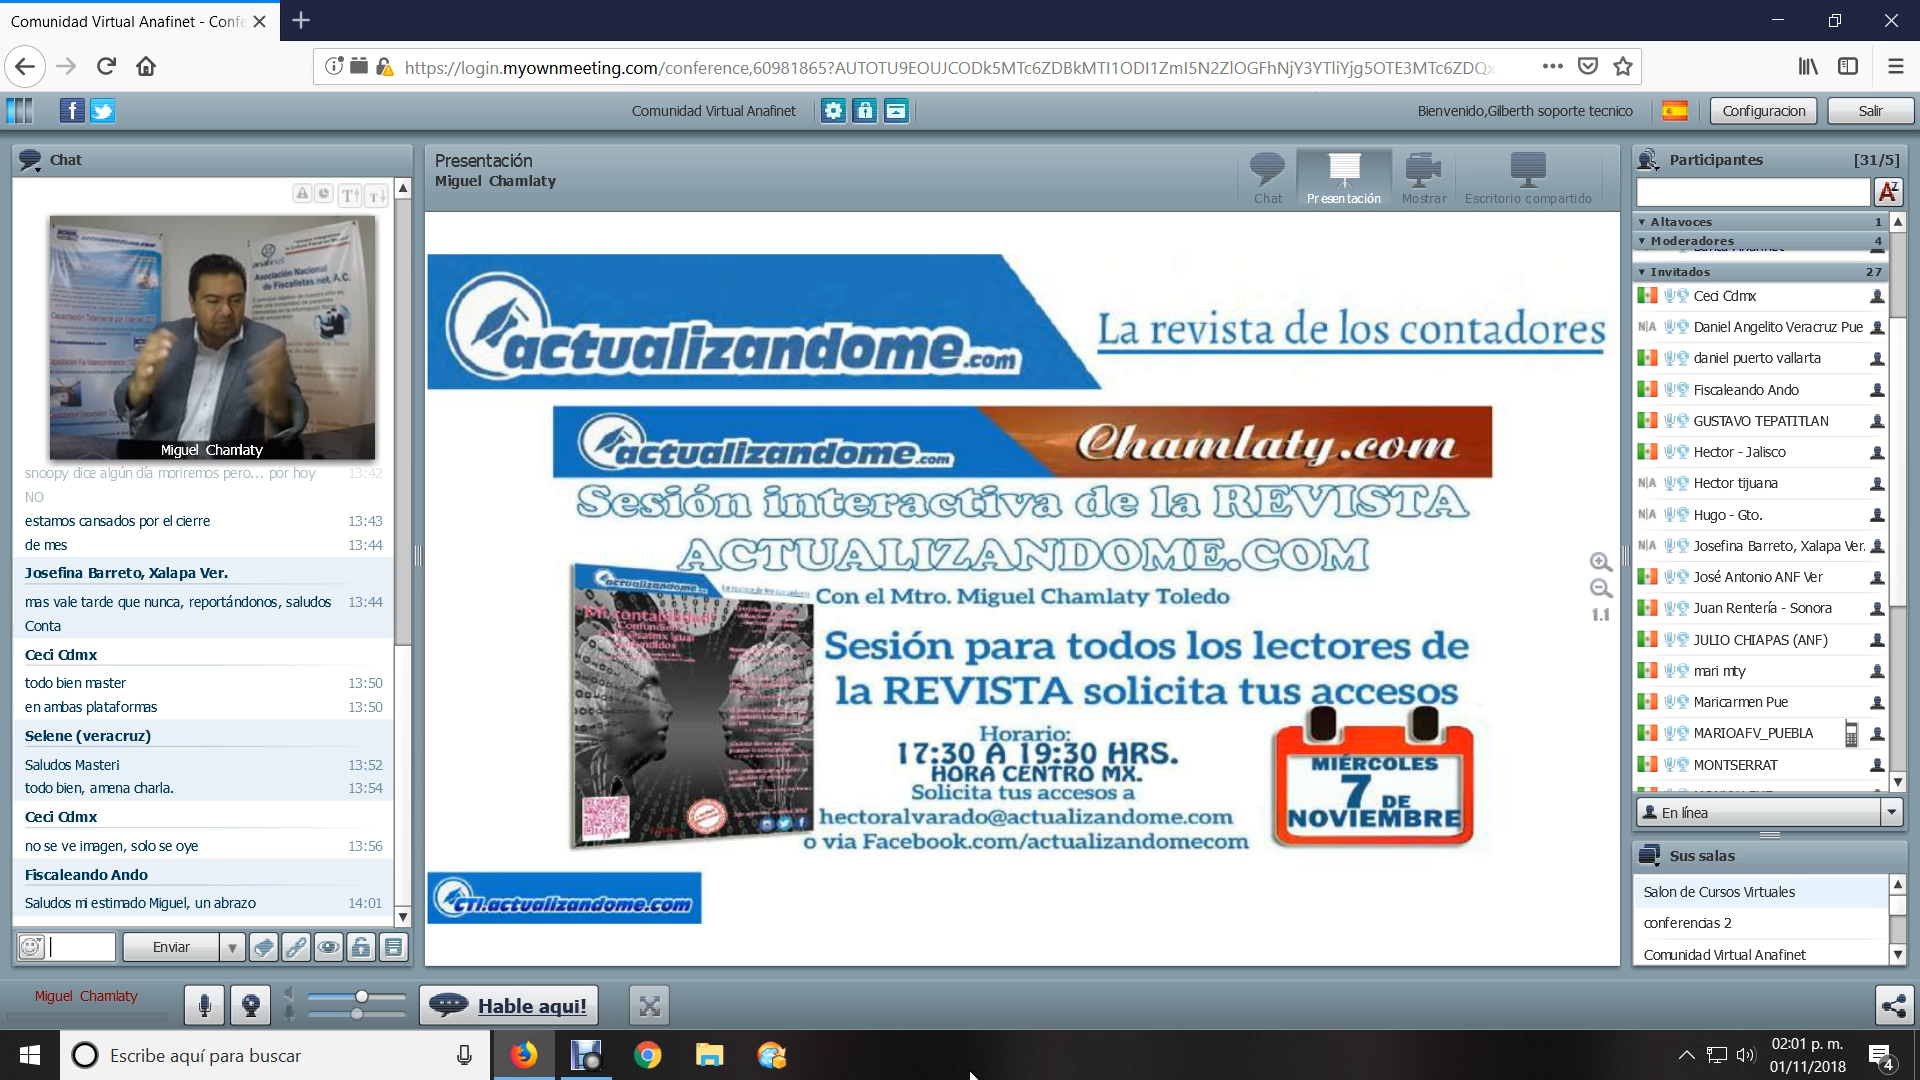 Comunidad Virtual Anafinet - Confe
https://login.myownmeeting.com/conference,60981865?AUTOTU9EOUJCODk5MTc6ZDBkMTI1ODI1ZmI5N2ZlOGFhNjY3YTliYjg5OTE3MTc6ZDQx
Comunidad Virtual Anafinet
Bienvenido,Gilberth soporte tecnico
Configuracion
Salir
Chat
actualizandome.com
anafinet
Asociación Nacional
de Fiscalistas.net, A.C.
Miguel Chamlaty
snoopy dice algún día moriremos pero... por hoy 13:42
NO
estamos cansados por el cierre 13:43
de mes 13:44
Josefina Barreto, Xalapa Ver.
mas vale tarde que nunca, reportándonos, saludos 13:44
Conta
Ceci Cdmx
todo bien master 13:50
en ambas plataformas 13:50
Selene (veracruz)
Saludos Masteri 13:52
todo bien, amena charla. 13:54
Ceci Cdmx
no se ve imagen, solo se oye 13:56
Fiscaleando Ando
Saludos mi estimado Miguel, un abrazo 14:01
Enviar
Presentación
Miguel Chamlaty
Chat
Presentación
Mostrar
Escritorio compartido
actualizandome.com
La revista de los contadores
actualizandome.com
Chamlaty.com
Sesión interactiva de la REVISTA
ACTUALIZANDOME.COM
Con el Mtro. Miguel Chamlaty Toledo
Sesión para todos los lectores de
la REVISTA solicita tus accesos
Horario:
17:30 A 19:30 HRS.
HORA CENTRO MX.
Solicita tus accesos a
hectoralvarado@actualizandome.com
o via Facebook.com/actualizandomecom
MIÉRCOLES
7 DE
NOVIEMBRE
actualizandome.com
CTI.actualizandome.com
1.1
Participantes [31/5]
Altavoces 1
Moderadores 4
Invitados 27
Ceci Cdmx
N|A Daniel Angelito Veracruz Pue
daniel puerto vallarta
Fiscaleando Ando
GUSTAVO TEPATITLAN
Hector - Jalisco
N|A Hector tijuana
N|A Hugo - Gto.
N|A Josefina Barreto, Xalapa Ver.
José Antonio ANF Ver
Juan Rentería - Sonora
JULIO CHIAPAS (ANF)
mari mty
Maricarmen Pue
MARIOAFV_PUEBLA
MONTSERRAT
En línea
Sus salas
Salon de Cursos Virtuales
conferencias 2
Comunidad Virtual Anafinet
Miguel Chamlaty
Hable aqui!
Escribe aquí para buscar
02:01 p. m.
01/11/2018
4